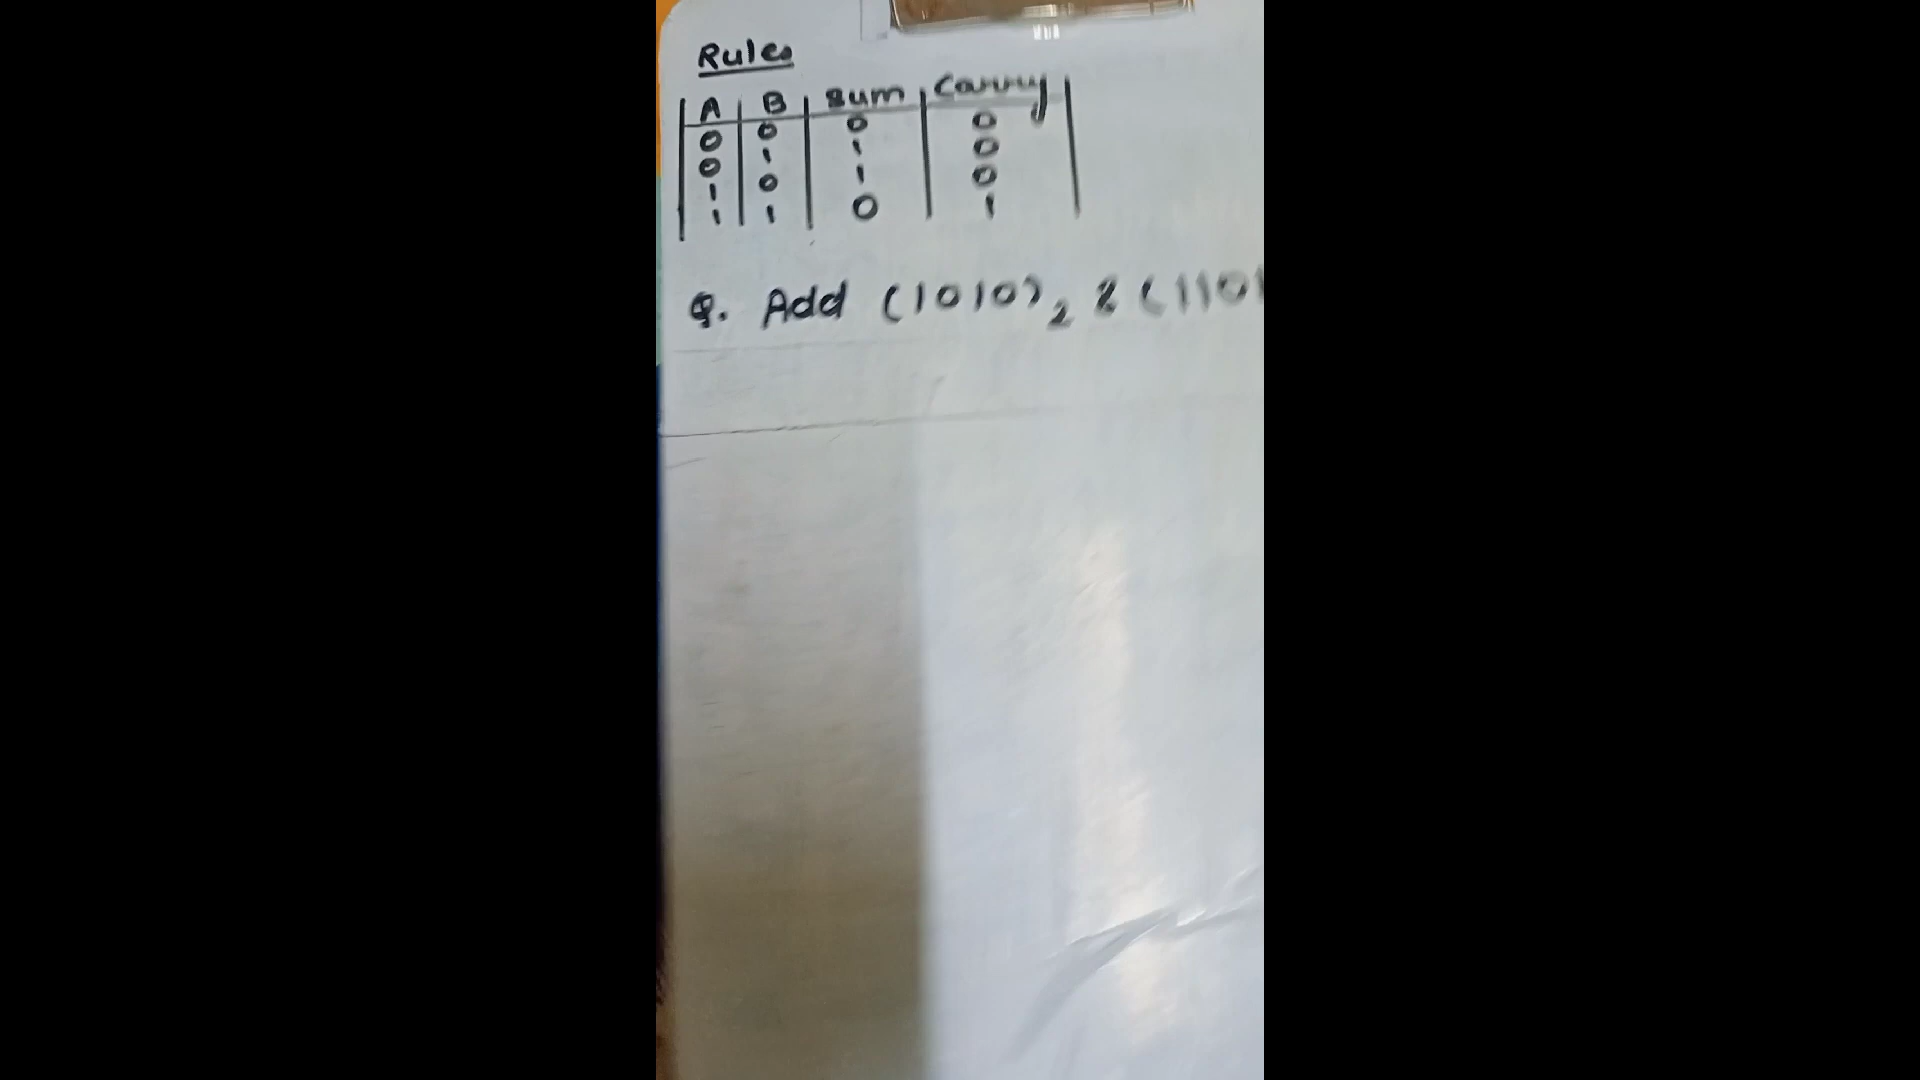 Rules
A B Sum Carry
0 0 0 0
0 1 1 0
1 0 1 0
1 1 0 1
Q. Add (1010)₂ & (110